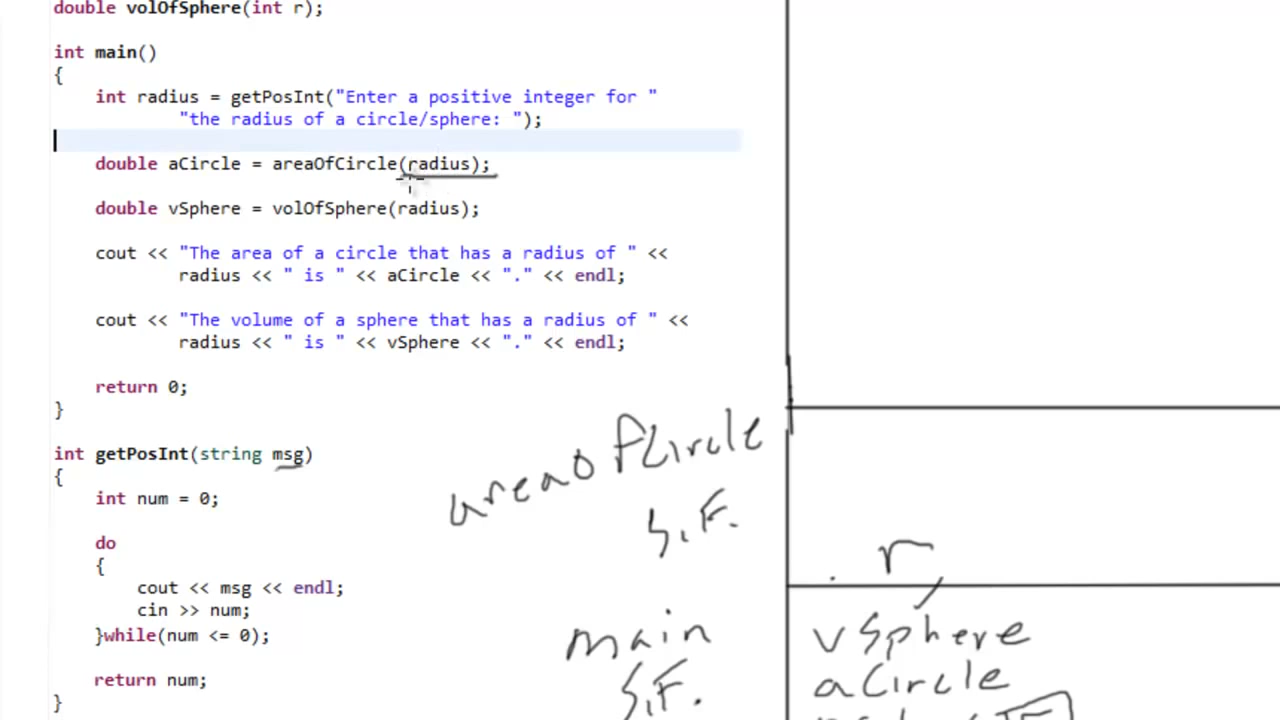 double volOfSphere(int r);
int main()
{
int radius = getPosInt("Enter a positive integer for "
"the radius of a circle/sphere: ");
double aCircle = areaOfCircle(radius);
double vSphere = volOfSphere(radius);
cout << "The area of a circle that has a radius of " <<
radius << " is " << aCircle << "." << endl;
cout << "The volume of a sphere that has a radius of " <<
radius << " is " << vSphere << "." << endl;
return 0;
}
int getPosInt(string msg)
{
int num = 0;
do
{
cout << msg << endl;
cin >> num;
}while(num <= 0);
return num;
}
areaOfCircle
S.F.
r
main
S.F.
vSphere
aCircle